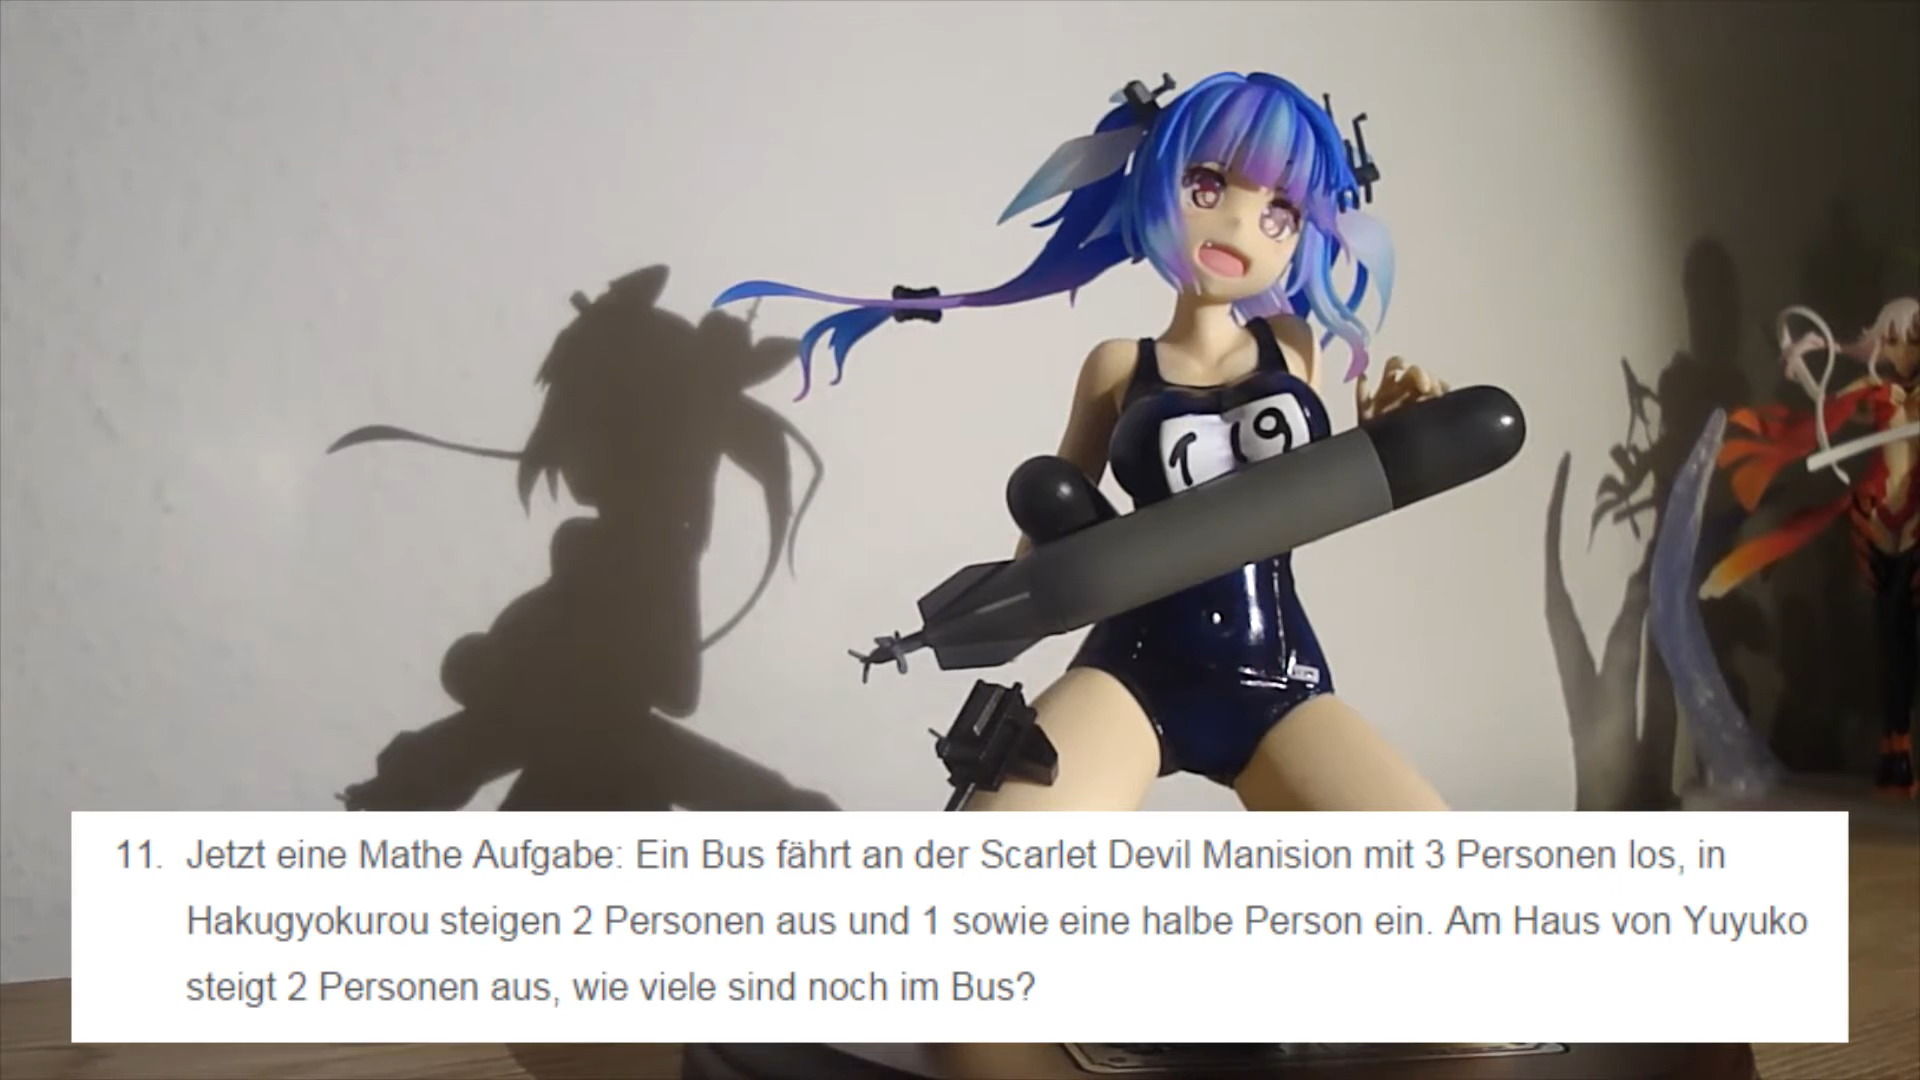 T 19
11. Jetzt eine Mathe Aufgabe: Ein Bus fährt an der Scarlet Devil Manision mit 3 Personen los, in
Hakugyokurou steigen 2 Personen aus und 1 sowie eine halbe Person ein. Am Haus von Yuyuko
steigt 2 Personen aus, wie viele sind noch im Bus?